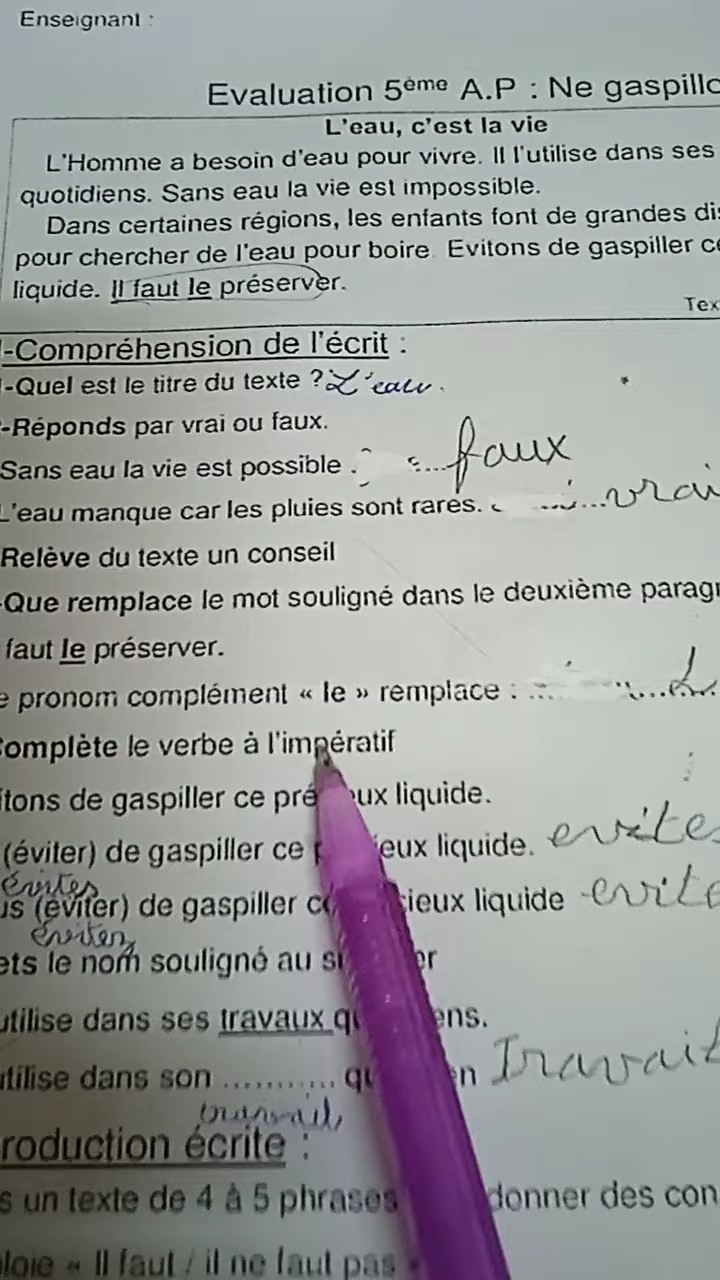 Enseignant :
Evaluation 5ème A.P : Ne gaspillo
L'eau, c'est la vie
L'Homme a besoin d'eau pour vivre. Il l'utilise dans ses
quotidiens. Sans eau la vie est impossible.
Dans certaines régions, les enfants font de grandes dis
pour chercher de l'eau pour boire. Evitons de gaspiller ce
liquide. Il faut le préserver.
Tex
-Compréhension de l'écrit :
-Quel est le titre du texte ? L'eau.
-Réponds par vrai ou faux.
Sans eau la vie est possible . .... faux
L'eau manque car les pluies sont rares. ... vrai
Relève du texte un conseil
-Que remplace le mot souligné dans le deuxième paragr
faut le préserver.
e pronom complément « le » remplace : ...
Complète le verbe à l'impératif
itons de gaspiller ce pré ux liquide.
(éviter) de gaspiller ce eux liquide. evite
évites
us (éviter) de gaspiller c ieux liquide evite
éviter
ets le nom souligné au si er
utilise dans ses travaux q ens.
utilise dans son ........... qu n Travail
travail
roduction écrite :
s un texte de 4 à 5 phrases donner des con
loie « Il faut / il ne faut pas